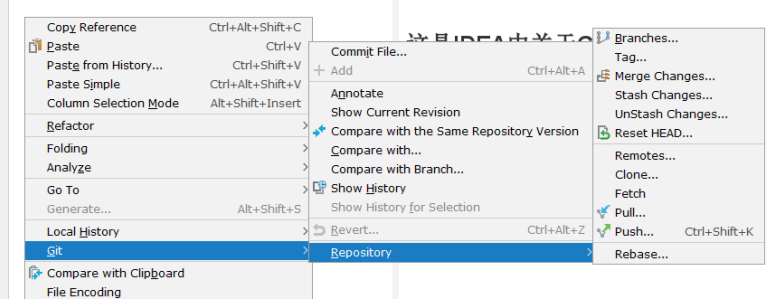 Copy Reference Ctrl+Alt+Shift+C
Paste Ctrl+V
Paste from History... Ctrl+Shift+V
Paste Simple Ctrl+Alt+Shift+V
Column Selection Mode Alt+Shift+Insert
Refactor
Folding
Analyze
Go To
Generate... Alt+Shift+S
Local History
Git
Compare with Clipboard
File Encoding
这是IDEA中关于G
Commit File...
Add Ctrl+Alt+A
Annotate
Show Current Revision
Compare with the Same Repository Version
Compare with...
Compare with Branch...
Show History
Show History for Selection
Revert... Ctrl+Alt+Z
Repository
Branches...
Tag...
Merge Changes...
Stash Changes...
UnStash Changes...
Reset HEAD...
Remotes...
Clone...
Fetch
Pull...
Push... Ctrl+Shift+K
Rebase...